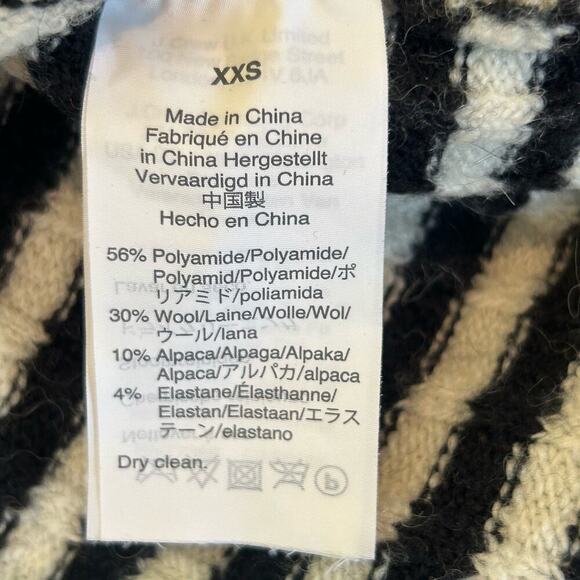 XXS
Made in China
Fabriqué en Chine
in China Hergestellt
Vervaardigd in China
中国製
Hecho en China
56% Polyamide/Polyamide/
Polyamid/Polyamide/ポ
リアミド/poliamida
30% Wool/Laine/Wolle/Wol/
ウール/lana
10% Alpaca/Alpaga/Alpaka/
Alpaca/アルパカ/alpaca
4% Elastane/Élasthanne/
Elastan/Elastaan/エラス
テーン/elastano
Dry clean.